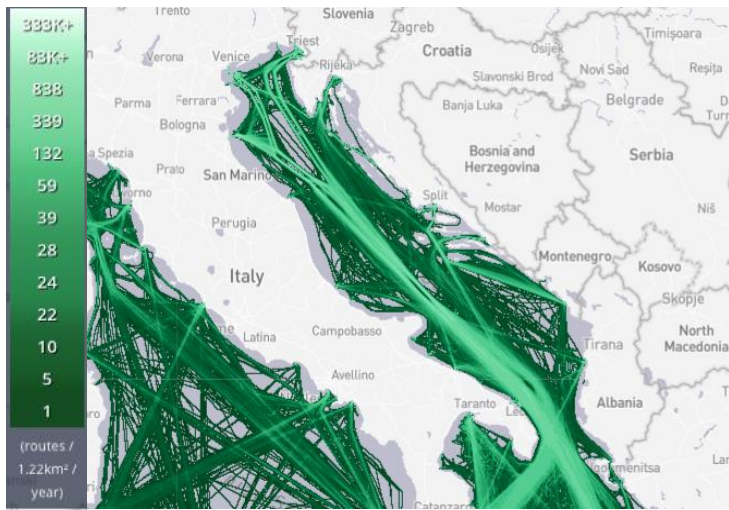 333K+
83K+
838
339
132
59
39
28
24
22
10
5
1
(routes /
1.22km² /
year)
Trento
Slovenia
Zagreb
Timișoara
Verona
Venice
Triest
Rijeka
Croatia
Osijek
Novi Sad
Reșița
Slavonski Brod
Parma
Ferrara
Banja Luka
Belgrade
Bologna
Bosnia and
Herzegovina
Serbia
Spezia
Prato
San Marino
Split
Mostar
Niš
Perugia
Montenegro
Kosovo
Italy
Skopje
North
Macedonia
Latina
Campobasso
Tirana
Avellino
Taranto
Albania
Catanzaro